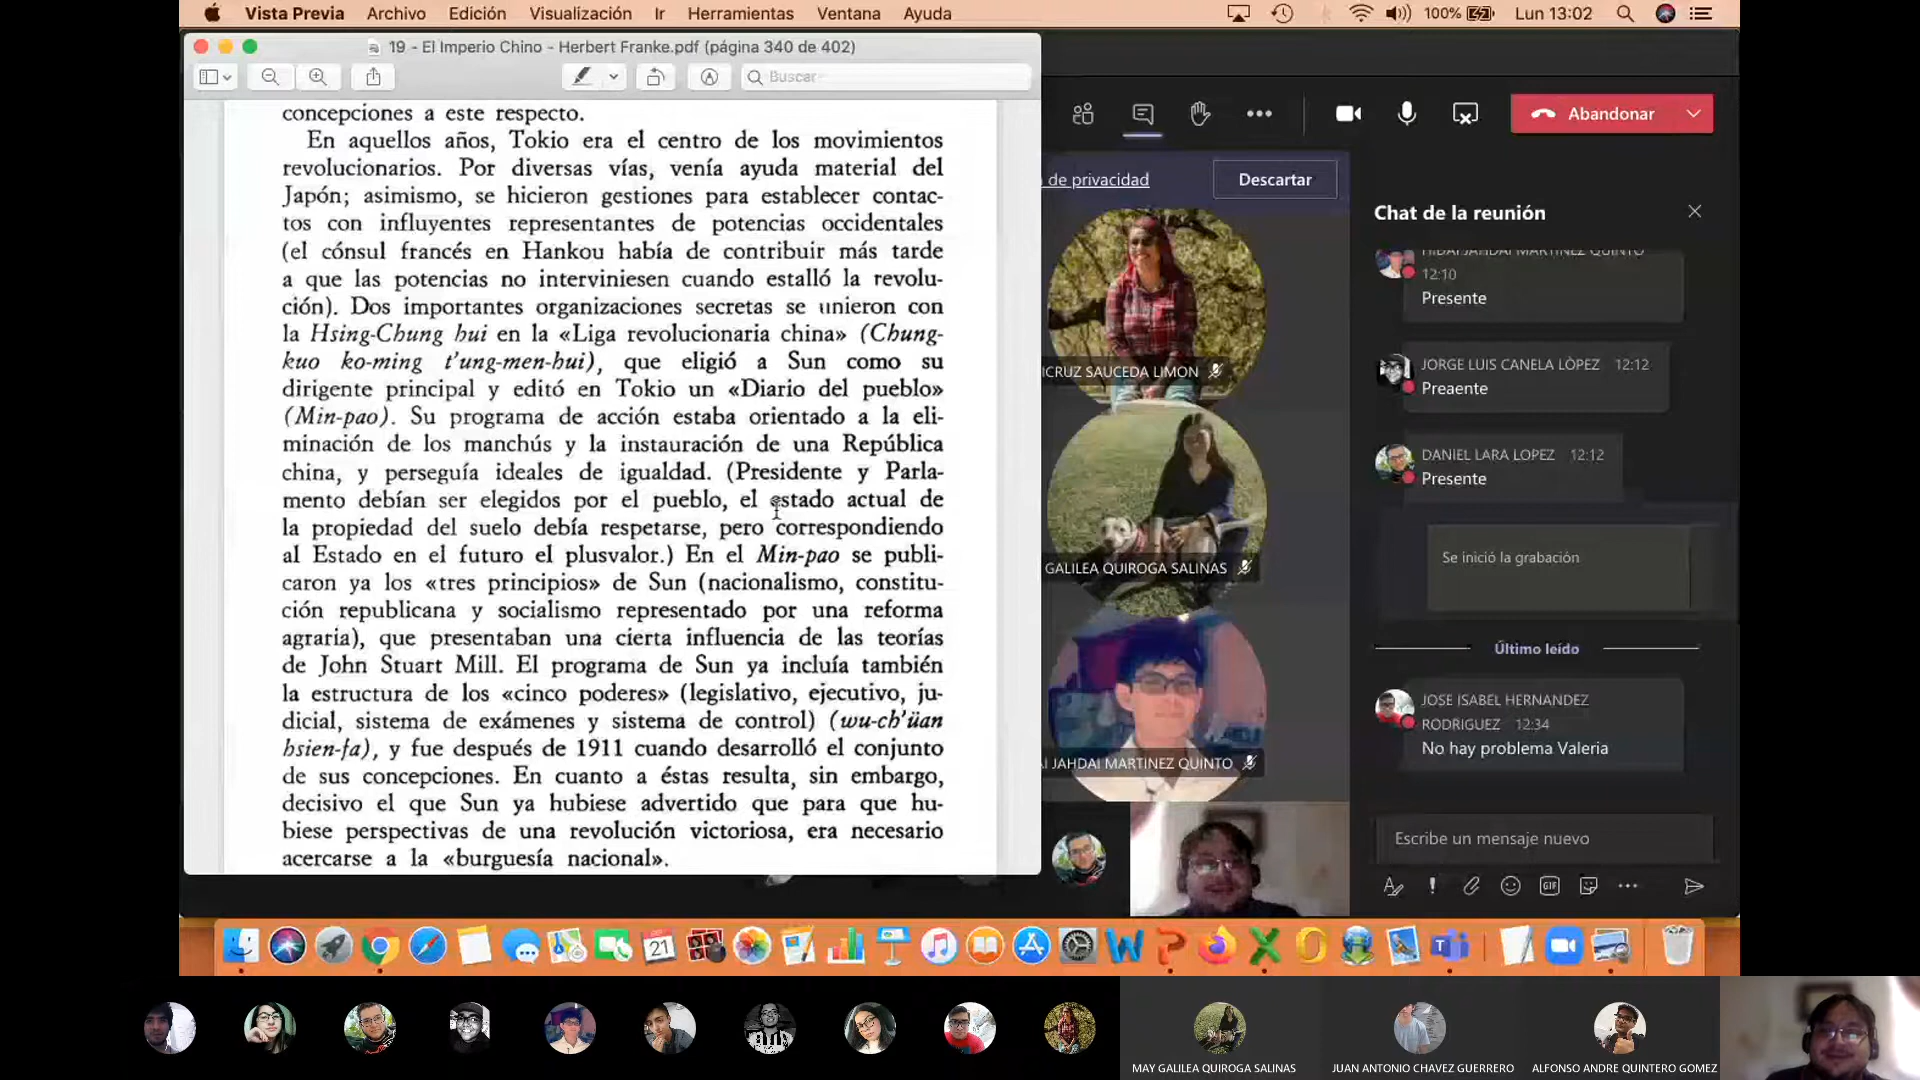 Vista Previa Archivo Edición Visualización Ir Herramientas Ventana Ayuda
100% Lun 13:02
19 - El Imperio Chino - Herbert Franke.pdf (página 340 de 402)
Buscar
concepciones a este respecto.
En aquellos años, Tokio era el centro de los movimientos
revolucionarios. Por diversas vías, venía ayuda material del
Japón; asimismo, se hicieron gestiones para establecer contac-
tos con influyentes representantes de potencias occidentales
(el cónsul francés en Hankou había de contribuir más tarde
a que las potencias no interviniesen cuando estalló la revolu-
ción). Dos importantes organizaciones secretas se unieron con
la Hsing-Chung hui en la «Liga revolucionaria china» (Chung-
kuo ko-ming t'ung-men-hui), que eligió a Sun como su
dirigente principal y editó en Tokio un «Diario del pueblo»
(Min-pao). Su programa de acción estaba orientado a la eli-
minación de los manchús y la instauración de una República
china, y perseguía ideales de igualdad. (Presidente y Parla-
mento debían ser elegidos por el pueblo, el estado actual de
la propiedad del suelo debía respetarse, pero correspondiendo
al Estado en el futuro el plusvalor.) En el Min-pao se publi-
caron ya los «tres principios» de Sun (nacionalismo, constitu-
ción republicana y socialismo representado por una reforma
agraria), que presentaban una cierta influencia de las teorías
de John Stuart Mill. El programa de Sun ya incluía también
la estructura de los «cinco poderes» (legislativo, ejecutivo, ju-
dicial, sistema de exámenes y sistema de control) (wu-ch'üan
hsien-fa), y fue después de 1911 cuando desarrolló el conjunto
de sus concepciones. En cuanto a éstas resulta, sin embargo,
decisivo el que Sun ya hubiese advertido que para que hu-
biese perspectivas de una revolución victoriosa, era necesario
acercarse a la «burguesía nacional».
Abandonar
de privacidad
Descartar
ICRUZ SAUCEDA LIMON
GALILEA QUIROGA SALINAS
AI JAHDAI MARTINEZ QUINTO
Chat de la reunión
HIDAI JAHDAI MARTINEZ QUINTO
12:10
Presente
JORGE LUIS CANELA LÒPEZ 12:12
Preaente
DANIEL LARA LOPEZ 12:12
Presente
Se inició la grabación
Último leído
JOSE ISABEL HERNANDEZ
RODRIGUEZ 12:34
No hay problema Valeria
Escribe un mensaje nuevo
GIF
21
MAY GALILEA QUIROGA SALINAS
JUAN ANTONIO CHAVEZ GUERRERO
ALFONSO ANDRE QUINTERO GOMEZ